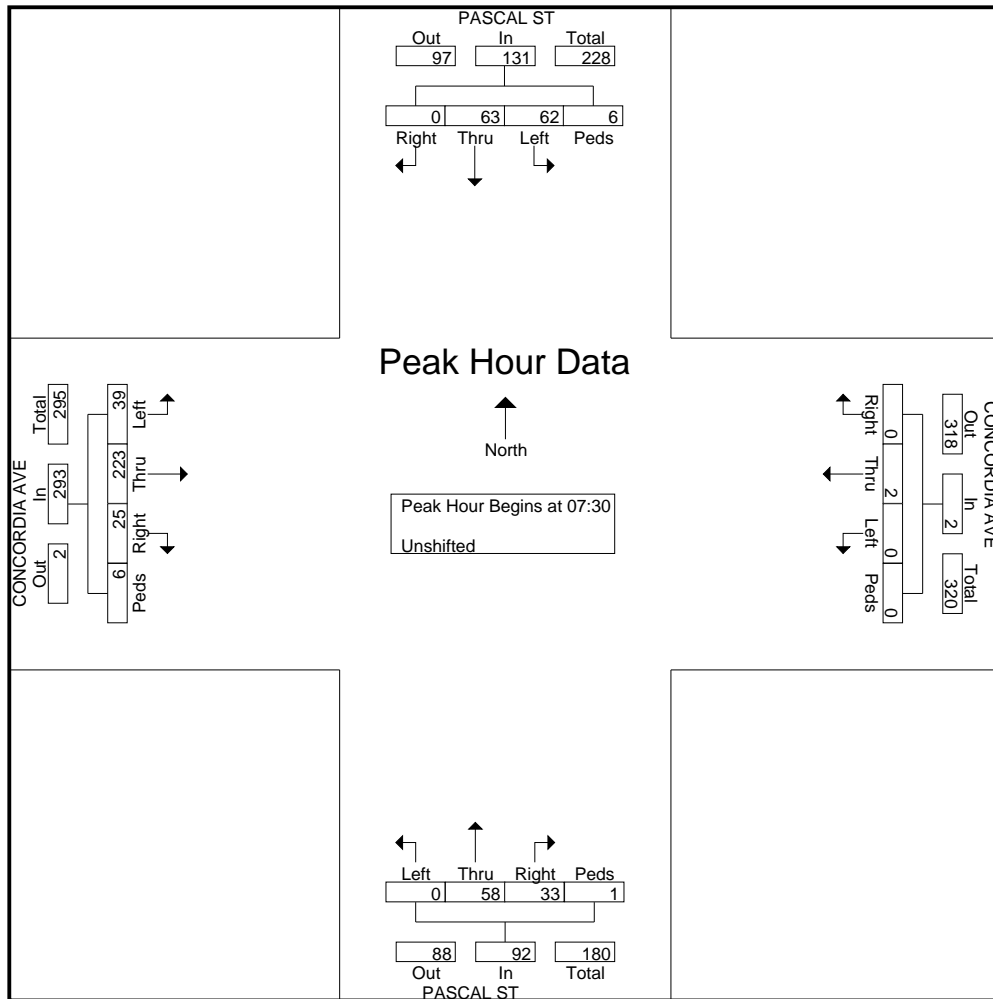 PASCAL ST
Out In Total
97 131 228
0 63 62 6
Right Thru Left Peds
Peak Hour Data
North
Peak Hour Begins at 07:30
Unshifted
CONCORDIA AVE
Out In Total
2 293 295
6 25 223 39
Peds Right Thru Left
CONCORDIA AVE
Out In Total
318 2 320
0 2 0 0
Right Thru Left Peds
Left Thru Right Peds
0 58 33 1
88 92 180
Out In Total
PASCAL ST